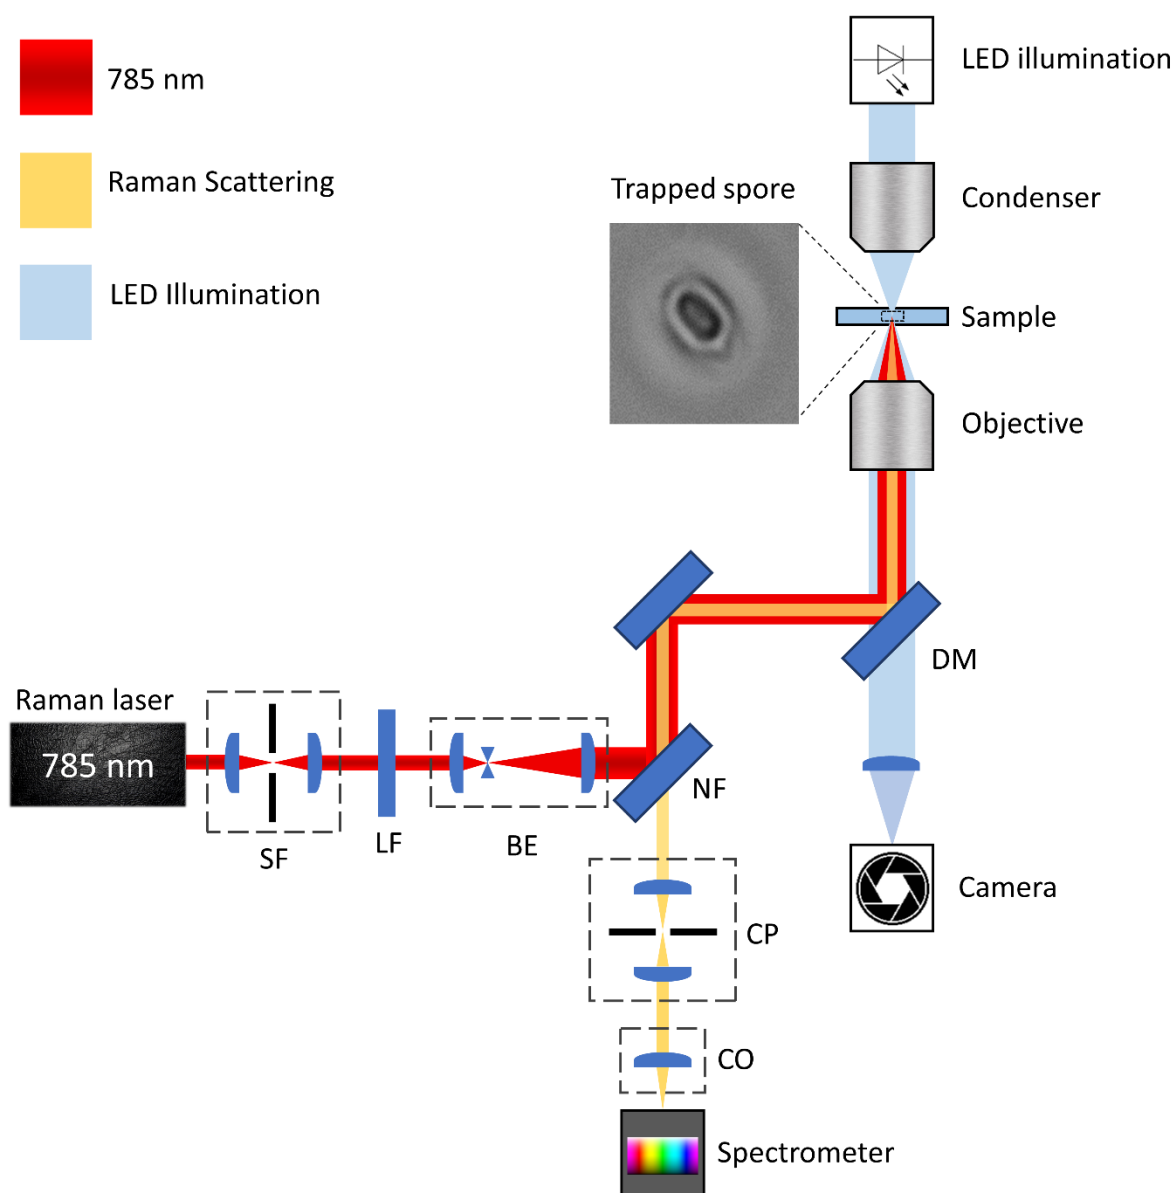 785 nm
Raman Scattering
LED Illumination
LED illumination
Condenser
Trapped spore
Sample
Objective
DM
Raman laser
785 nm
NF
SF
LF
BE
Camera
CP
CO
Spectrometer